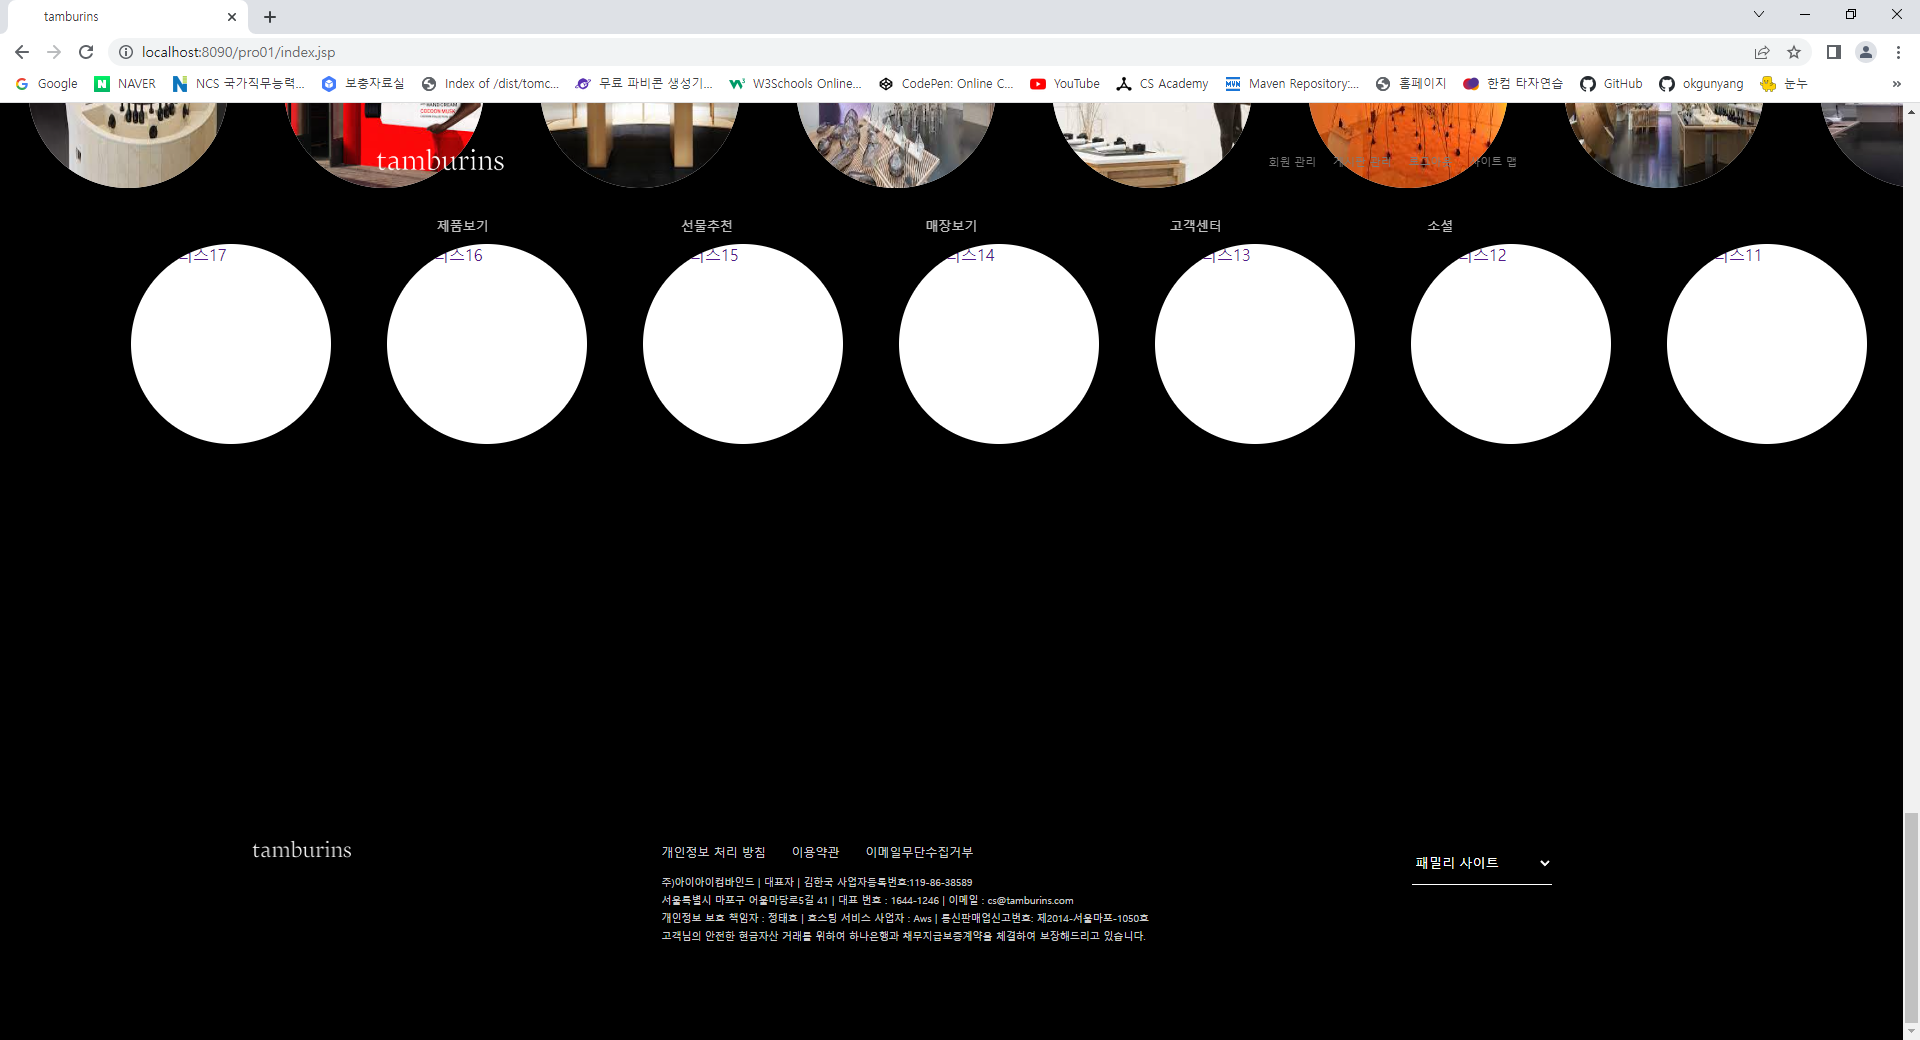 tamburins
localhost:8090/pro01/index.jsp
Google
NAVER
NCS 국가직무능력...
보충자료실
Index of /dist/tomc...
무료 파비콘 생성기...
W3Schools Online...
CodePen: Online C...
YouTube
CS Academy
Maven Repository:...
홈페이지
한컴 타자연습
GitHub
okgunyang
눈누
HAND CREAM
COCOON MUSK
tamburins
회원 관리
사이트 맵
제품보기
선물추천
매장보기
고객센터
소셜
스17
스16
스15
스14
스13
스12
스11
tamburins
개인정보 처리 방침
이용약관
이메일무단수집거부
패밀리 사이트
주)아이아이컴바인드 | 대표자 | 김한국 사업자등록번호:119-86-38589
서울특별시 마포구 어울마당로5길 41 | 대표 번호 : 1644-1246 | 이메일 : cs@tamburins.com
개인정보 보호 책임자 : 정태호 | 호스팅 서비스 사업자 : Aws | 통신판매업신고번호: 제2014-서울마포-1050호
고객님의 안전한 현금자산 거래를 위하여 하나은행과 채무지급보증계약을 체결하여 보장해드리고 있습니다.